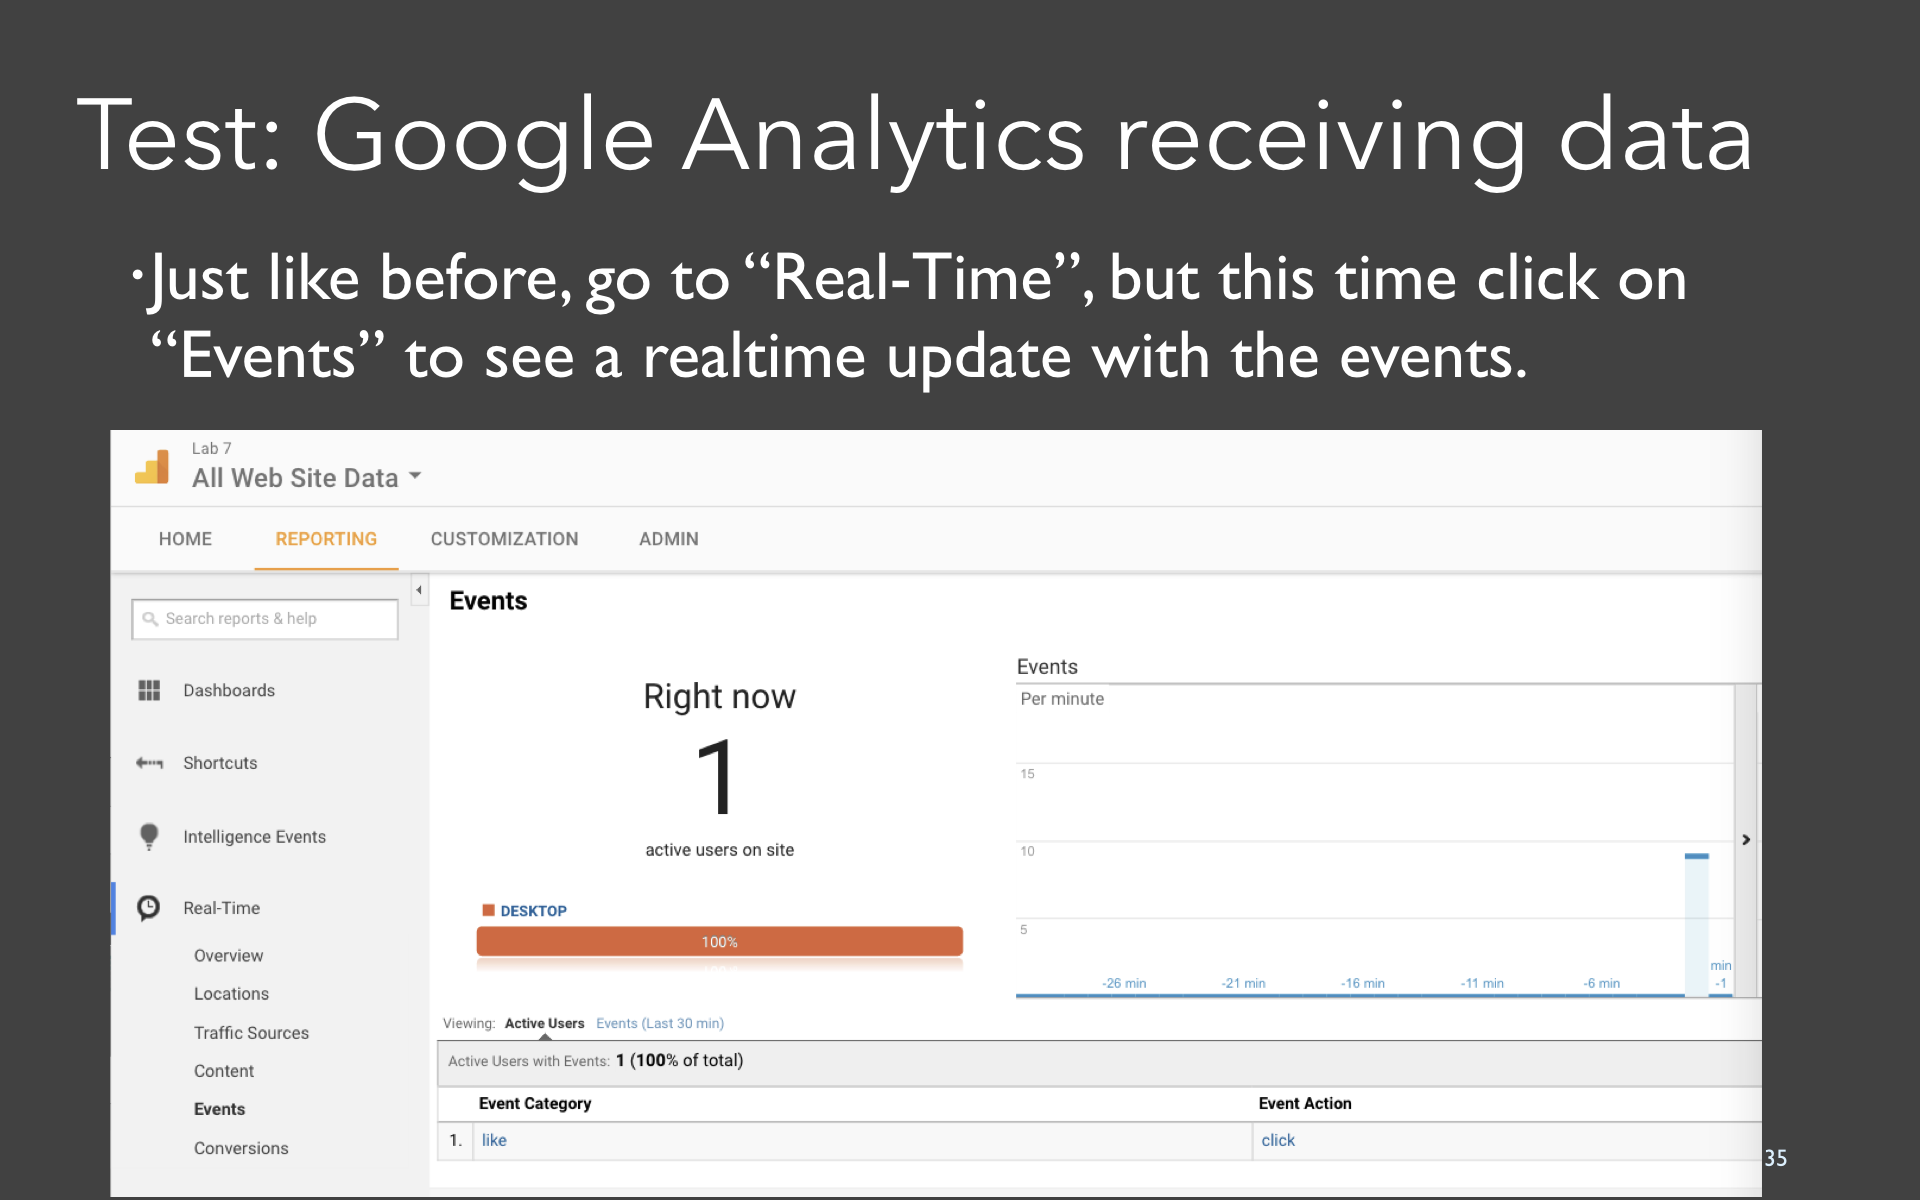 Test: Google Analytics receiving data
•Just like before, go to “Real-Time”, but this time click on
“Events” to see a realtime update with the events.
Lab 7
All Web Site Data
HOME REPORTING CUSTOMIZATION ADMIN
Search reports & help
Dashboards
Shortcuts
Intelligence Events
Real-Time
Overview
Locations
Traffic Sources
Content
Events
Conversions
Events
Right now
1
active users on site
DESKTOP
100%
Events
Per minute
15
10
5
-26 min -21 min -16 min -11 min -6 min
min
-1
Viewing: Active Users Events (Last 30 min)
Active Users with Events: 1 (100% of total)
Event Category Event Action
1. like click
35